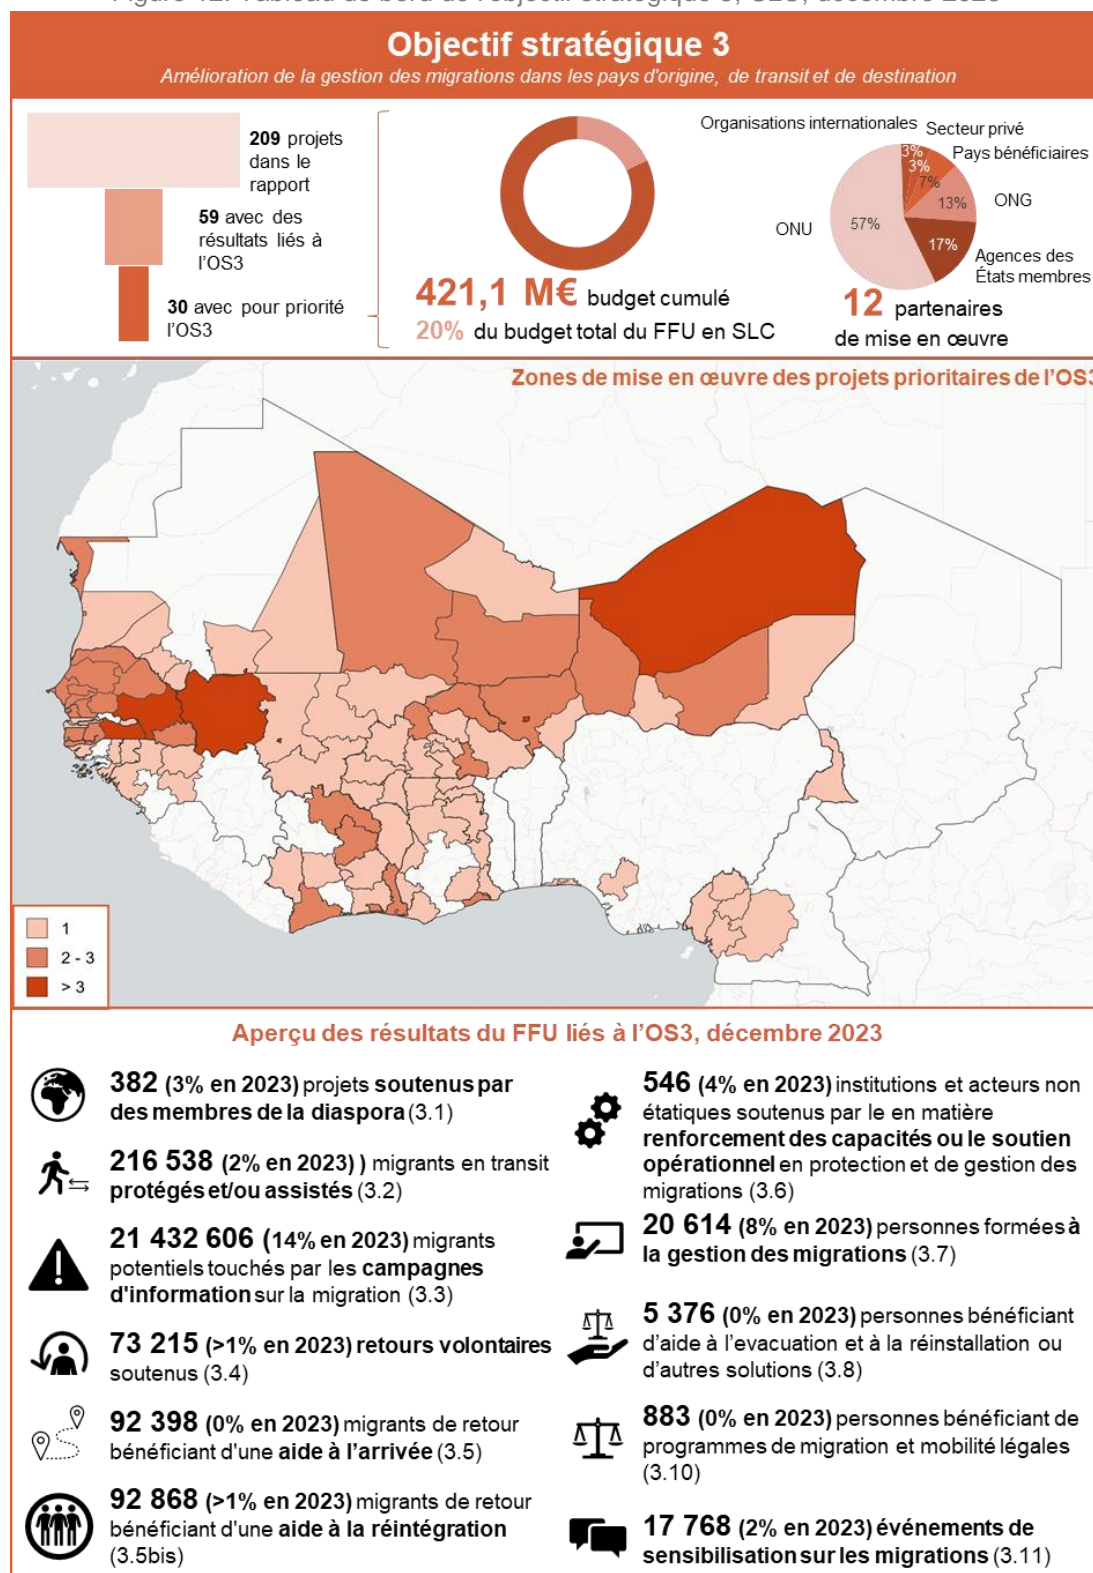 Objectif stratégique 3
Amélioration de la gestion des migrations dans les pays d'origine, de transit et de destination
209 projets
dans le
rapport
59 avec des
résultats liés à
l'OS3
30 avec pour priorité
l'OS3
421,1 M€ budget cumulé
20% du budget total du FFU en SLC
Organisations internationales
Secteur privé
Pays bénéficiaires
ONG
Agences des
États membres
ONU
3%
3%
7%
13%
17%
57%
12 partenaires
de mise en œuvre
Zones de mise en œuvre des projets prioritaires de l'OS3
1
2 - 3
> 3
Aperçu des résultats du FFU liés à l'OS3, décembre 2023
382 (3% en 2023) projets soutenus par
des membres de la diaspora (3.1)
216 538 (2% en 2023) ) migrants en transit
protégés et/ou assistés (3.2)
21 432 606 (14% en 2023) migrants
potentiels touchés par les campagnes
d'information sur la migration (3.3)
73 215 (>1% en 2023) retours volontaires
soutenus (3.4)
92 398 (0% en 2023) migrants de retour
bénéficiant d'une aide à l'arrivée (3.5)
92 868 (>1% en 2023) migrants de retour
bénéficiant d'une aide à la réintégration
(3.5bis)
546 (4% en 2023) institutions et acteurs non
étatiques soutenus par le en matière
renforcement des capacités ou le soutien
opérationnel en protection et de gestion des
migrations (3.6)
20 614 (8% en 2023) personnes formées à
la gestion des migrations (3.7)
5 376 (0% en 2023) personnes bénéficiant
d'aide à l'evacuation et à la réinstallation ou
d'autres solutions (3.8)
883 (0% en 2023) personnes bénéficiant de
programmes de migration et mobilité légales
(3.10)
17 768 (2% en 2023) événements de
sensibilisation sur les migrations (3.11)